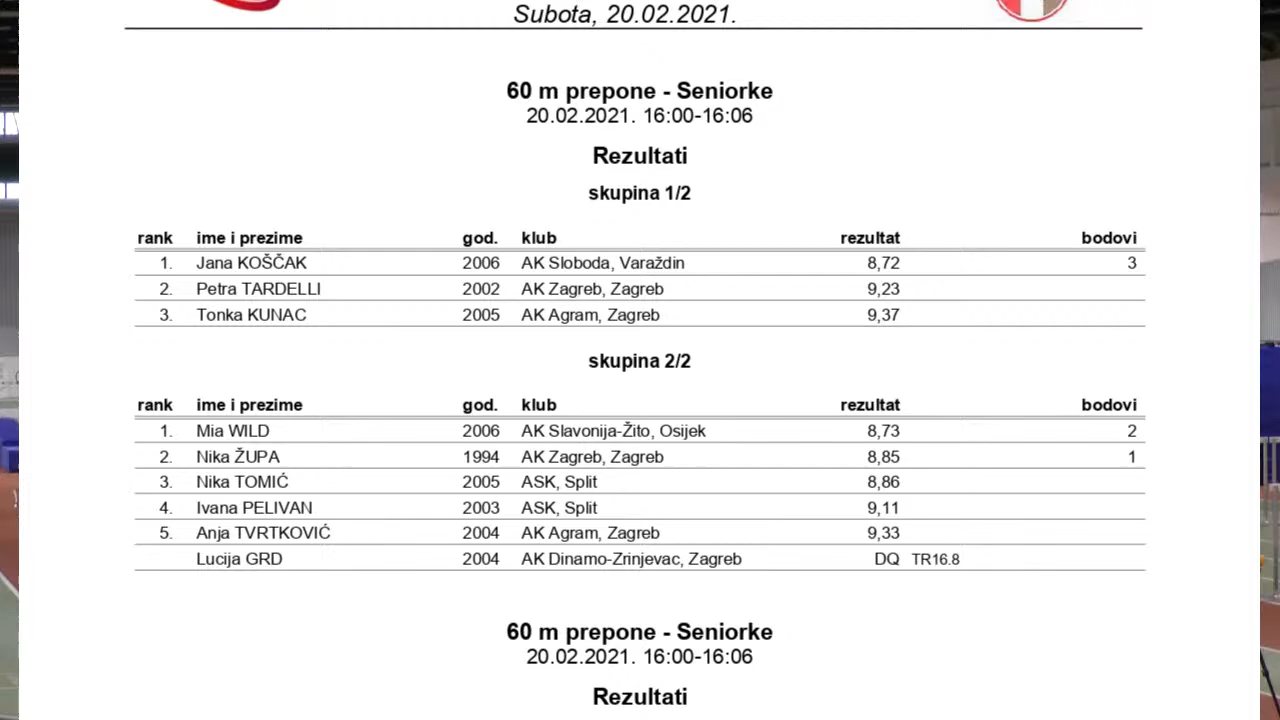 Subota, 20.02.2021.
60 m prepone - Seniorke
20.02.2021. 16:00-16:06
Rezultati
skupina 1/2
rank ime i prezime god. klub rezultat bodovi
1. Jana KOŠČAK 2006 AK Sloboda, Varaždin 8,72 3
2. Petra TARDELLI 2002 AK Zagreb, Zagreb 9,23
3. Tonka KUNAC 2005 AK Agram, Zagreb 9,37
skupina 2/2
rank ime i prezime god. klub rezultat bodovi
1. Mia WILD 2006 AK Slavonija-Žito, Osijek 8,73 2
2. Nika ŽUPA 1994 AK Zagreb, Zagreb 8,85 1
3. Nika TOMIĆ 2005 ASK, Split 8,86
4. Ivana PELIVAN 2003 ASK, Split 9,11
5. Anja TVRTKOVIĆ 2004 AK Agram, Zagreb 9,33
Lucija GRD 2004 AK Dinamo-Zrinjevac, Zagreb DQ TR16.8
60 m prepone - Seniorke
20.02.2021. 16:00-16:06
Rezultati